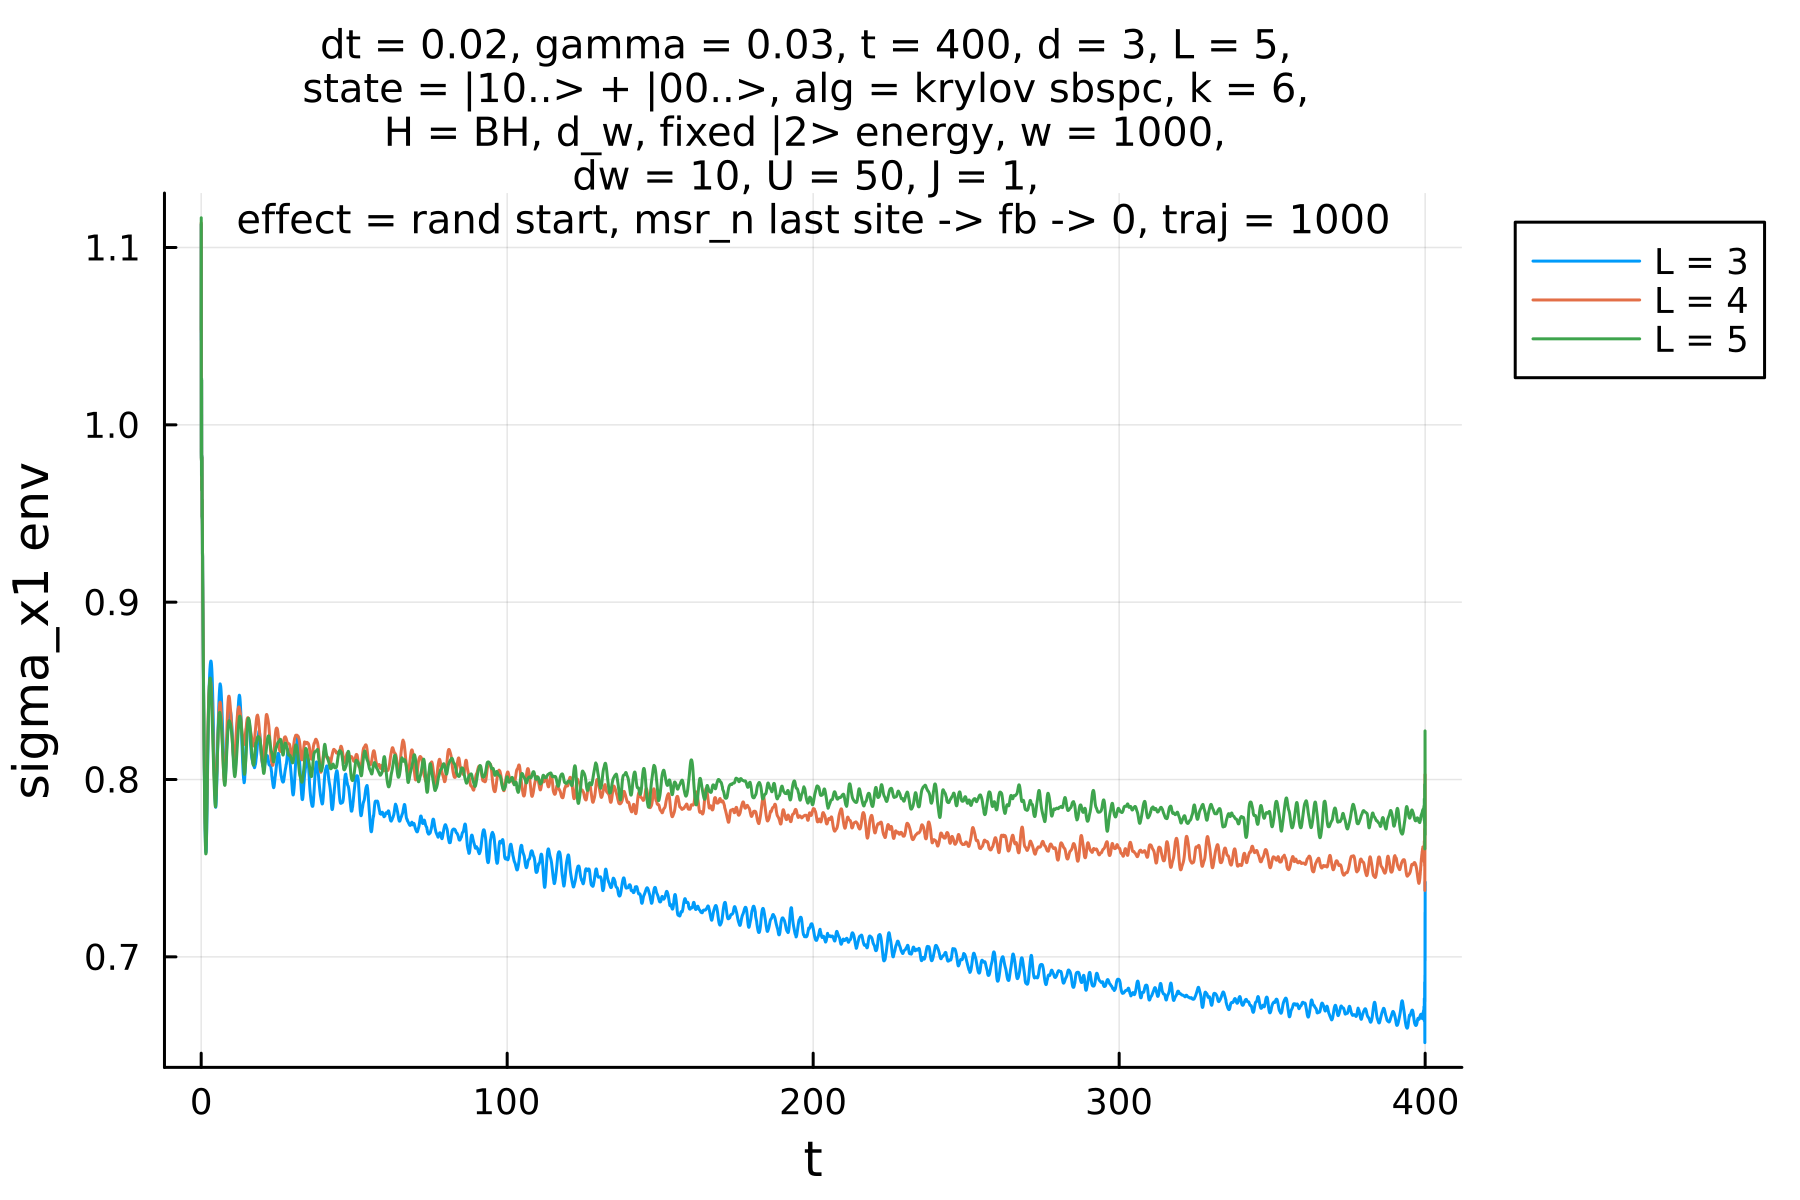 dt = 0.02, gamma = 0.03, t = 400, d = 3, L = 5,
state = |10..> + |00..>, alg = krylov sbspc, k = 6,
H = BH, d_w, fixed |2> energy, w = 1000,
dw = 10, U = 50, J = 1,
effect = rand start, msr_n last site -> fb -> 0, traj = 1000
L = 3
L = 4
L = 5
sigma_x1 env
1.1
1.0
0.9
0.8
0.7
0 100 200 300 400
t